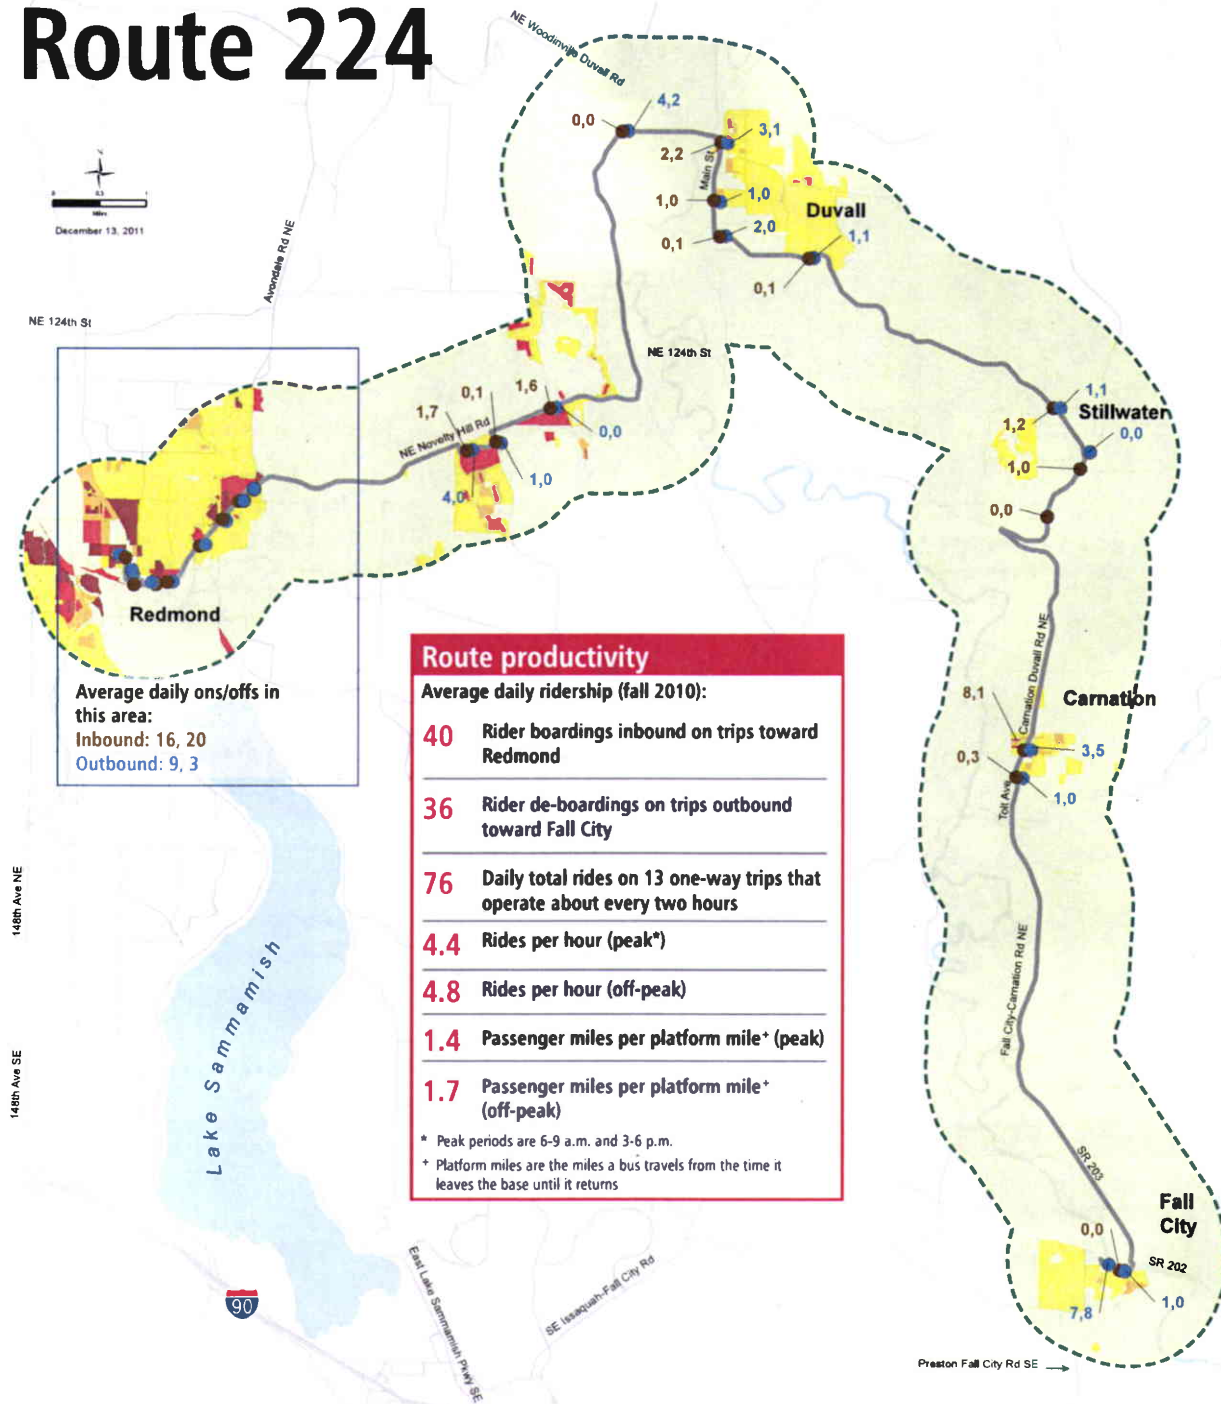 Route 224
NE Woodinville Duvall Rd
4,2
0,0
3,1
2,2
Main St
1,0
1,0
Duvall
2,0
0,1
1,1
0,1
N
0
0.5
1
Miles
December 13, 2011
Avondale Rd NE
NE 124th St
NE 124th St
0,1
1,6
1,7
NE Novelty Hill Rd
0,0
1,0
4,0
1,1
Stillwater
1,2
0,0
1,0
0,0
Redmond
Average daily ons/offs in
this area:
Inbound: 16, 20
Outbound: 9, 3
Carnation Duvall Rd NE
8,1
Carnation
3,5
0,3
1,0
Tolt Ave
Route productivity
Average daily ridership (fall 2010):
40 Rider boardings inbound on trips toward
Redmond
36 Rider de-boardings on trips outbound
toward Fall City
76 Daily total rides on 13 one-way trips that
operate about every two hours
4.4 Rides per hour (peak*)
4.8 Rides per hour (off-peak)
1.4 Passenger miles per platform mile+ (peak)
1.7 Passenger miles per platform mile+
(off-peak)
* Peak periods are 6-9 a.m. and 3-6 p.m.
+ Platform miles are the miles a bus travels from the time it
leaves the base until it returns
148th Ave NE
148th Ave SE
Lake Sammamish
Fall City-Carnation Rd NE
SR 203
Fall
City
0,0
SR 202
1,0
7,8
90
East Lake Sammamish Pkwy SE
SE Issaquah-Fall City Rd
Preston Fall City Rd SE